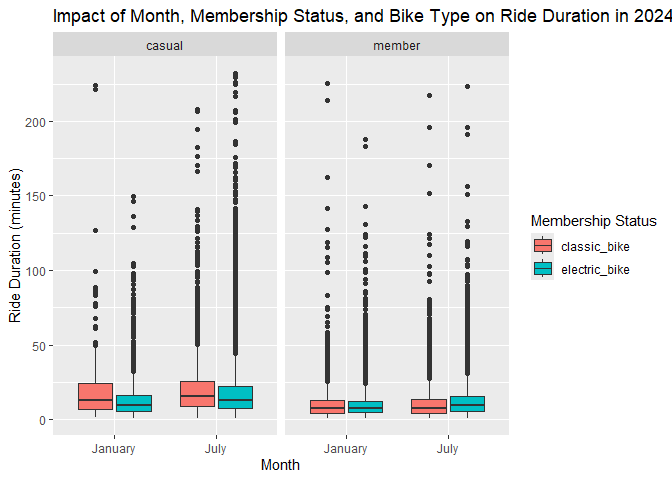 Impact of Month, Membership Status, and Bike Type on Ride Duration in 2024
casual
member
Ride Duration (minutes)
200
150
100
50
0
January
July
January
July
Month
Membership Status
classic_bike
electric_bike